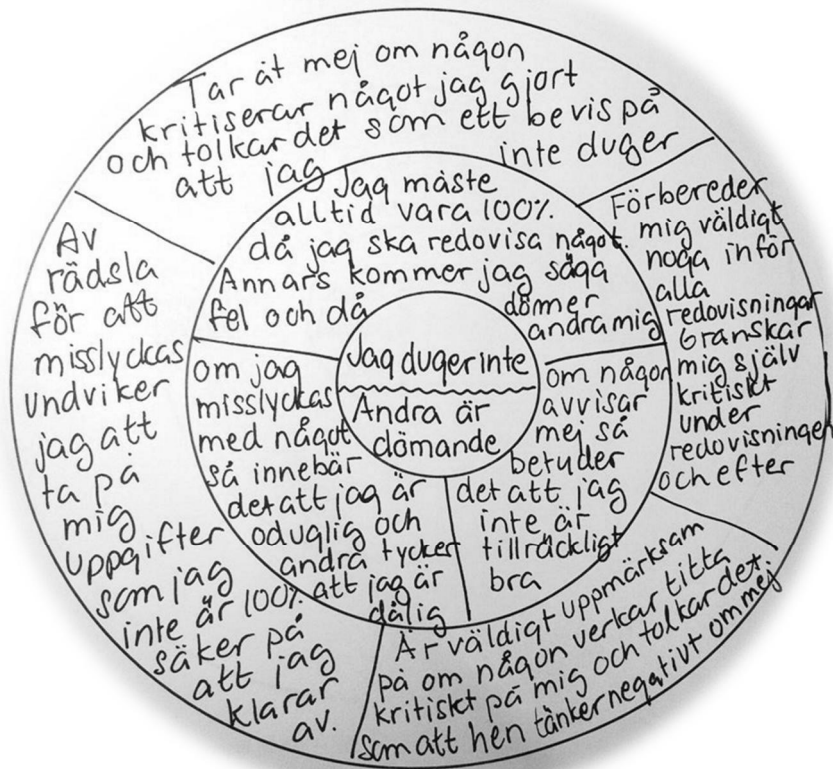 Tar åt mej om någon
kritiserar något jag gjort
och tolkar det som ett bevis på
att jag inte duger
Förbereder
mig väldigt
noga inför
alla
redovisningar
Granskar
mig själv
kritiskt
under
redovisningen
och efter
Är väldigt uppmärksam
på om någon verkar titta
kritiskt på mig och tolkar det
som att hen tänker negativt om mej
Av
rädsla
för att
misslyckas
undviker
jag att
ta på
mig
uppgifter
som jag
inte är 100%
säker på
att jag
klarar
av.
Jag måste
alltid vara 100%.
då jag ska redovisa något.
Annars kommer jag säga
fel och då dömer
andra mig
om någon
avvisar
mej så
betyder
det att jag
inte är
tillräckligt
bra
om jag
misslyckas
med något
så innebär
det att jag är
oduglig och
andra tycker
att jag är
dålig
Jag duger inte
Andra är
dömande